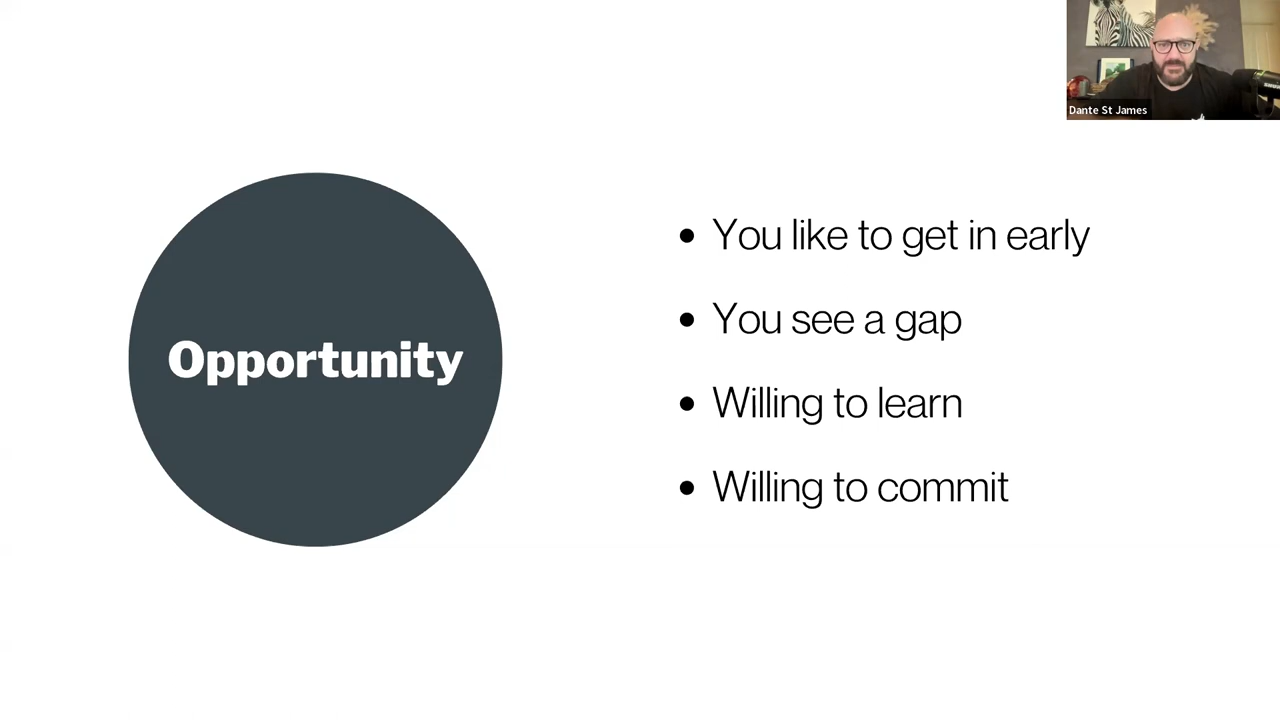 Dante St James
Opportunity
• You like to get in early
• You see a gap
• Willing to learn
• Willing to commit